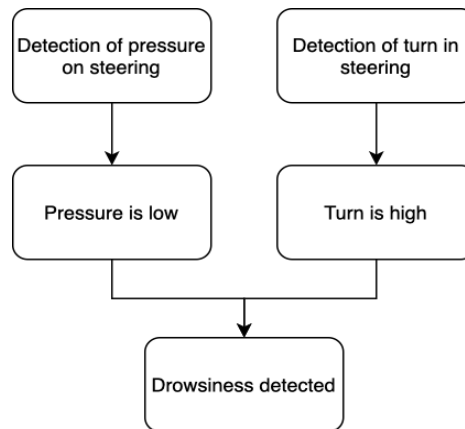 Detection of pressure
on steering
Detection of turn in
steering
Pressure is low
Turn is high
Drowsiness detected